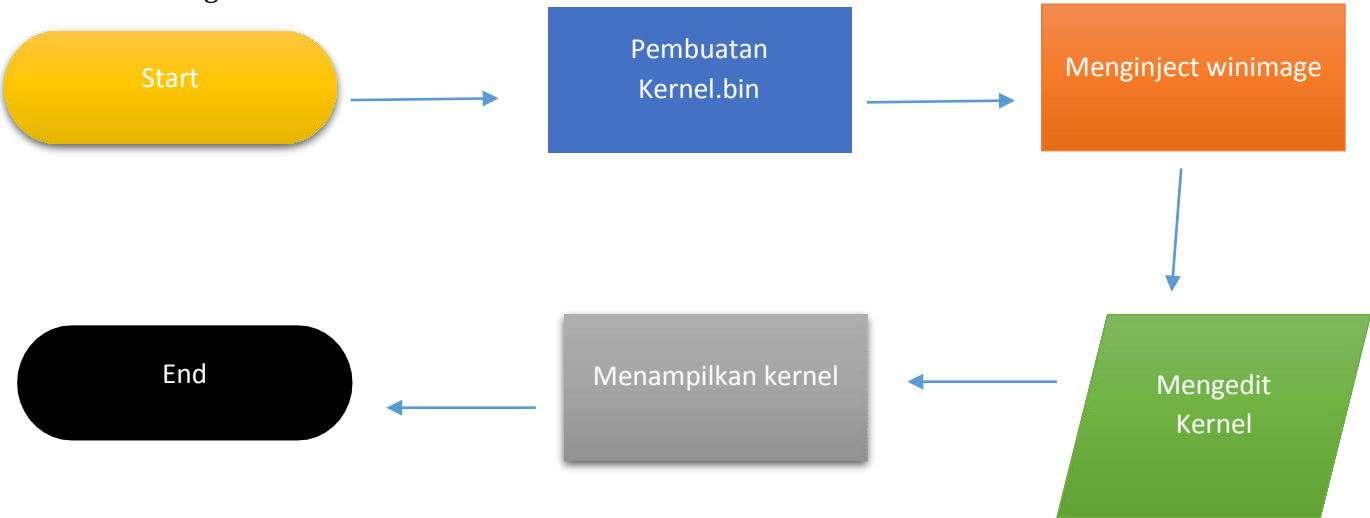 Start
Pembuatan
Kernel.bin
Menginject winimage
Mengedit
Kernel
Menampilkan kernel
End